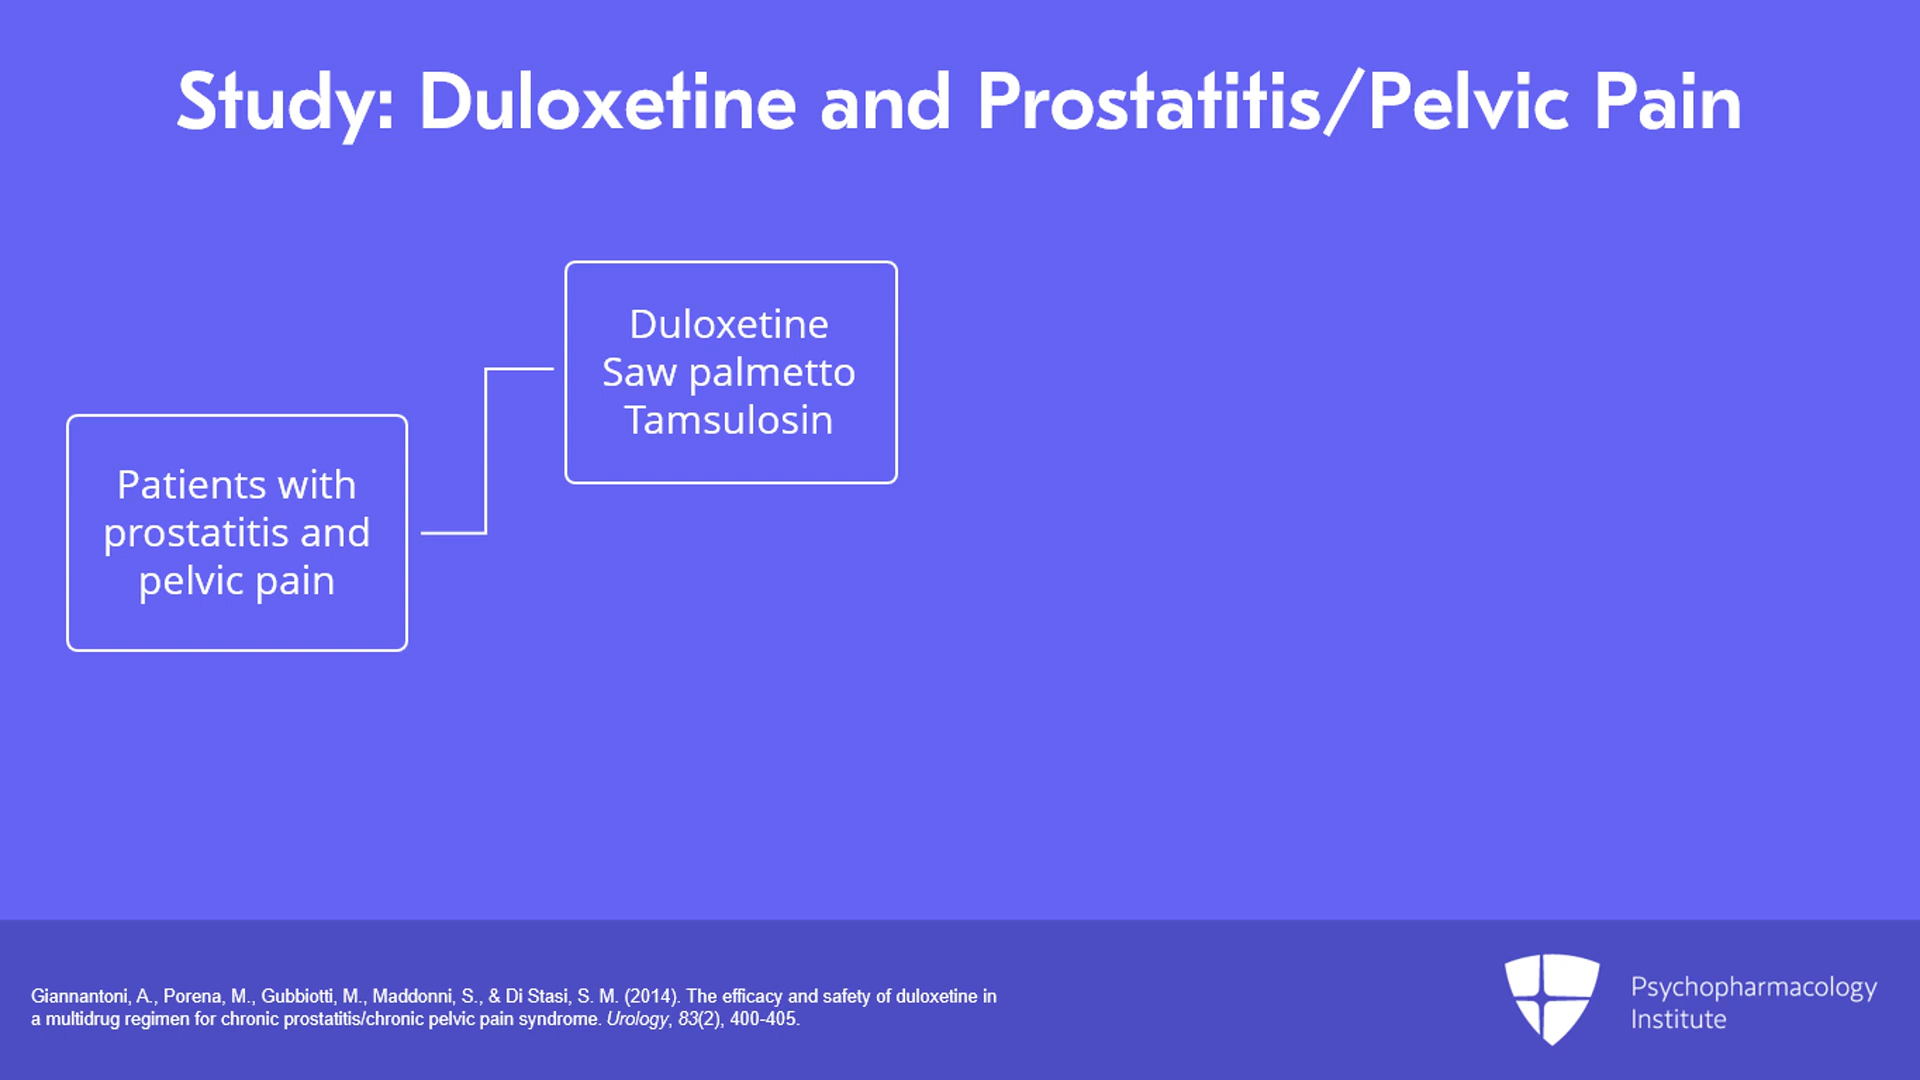 Study: Duloxetine and Prostatitis/Pelvic Pain
Duloxetine
Saw palmetto
Tamsulosin
Patients with
prostatitis and
pelvic pain
Giannantoni, A., Porena, M., Gubbiotti, M., Maddonni, S., & Di Stasi, S. M. (2014). The efficacy and safety of duloxetine in
a multidrug regimen for chronic prostatitis/chronic pelvic pain syndrome. Urology, 83(2), 400-405.
Psychopharmacology
Institute